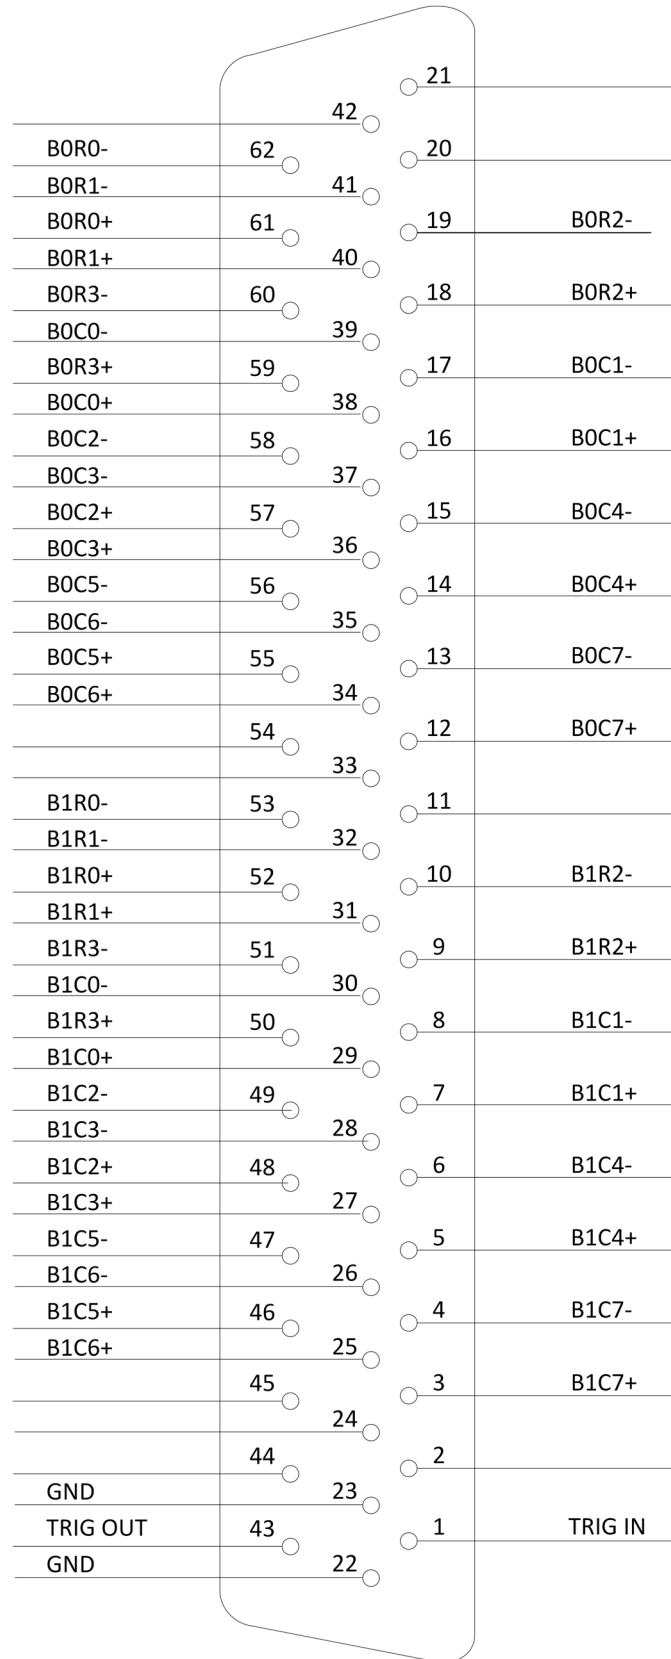 21
42
B0R0- 62 20
B0R1- 41
B0R0+ 61 19 B0R2-
B0R1+ 40
B0R3- 60 18 B0R2+
B0C0- 39
B0R3+ 59 17 B0C1-
B0C0+ 38
B0C2- 58 16 B0C1+
B0C3- 37
B0C2+ 57 15 B0C4-
B0C3+ 36
B0C5- 56 14 B0C4+
B0C6- 35
B0C5+ 55 13 B0C7-
B0C6+ 34
54 12 B0C7+
33
B1R0- 53 11
B1R1- 32
B1R0+ 52 10 B1R2-
B1R1+ 31
B1R3- 51 9 B1R2+
B1C0- 30
B1R3+ 50 8 B1C1-
B1C0+ 29
B1C2- 49 7 B1C1+
B1C3- 28
B1C2+ 48 6 B1C4-
B1C3+ 27
B1C5- 47 5 B1C4+
B1C6- 26
B1C5+ 46 4 B1C7-
B1C6+ 25
45 3 B1C7+
24
44 2
GND 23
TRIG OUT 43 1 TRIG IN
GND 22